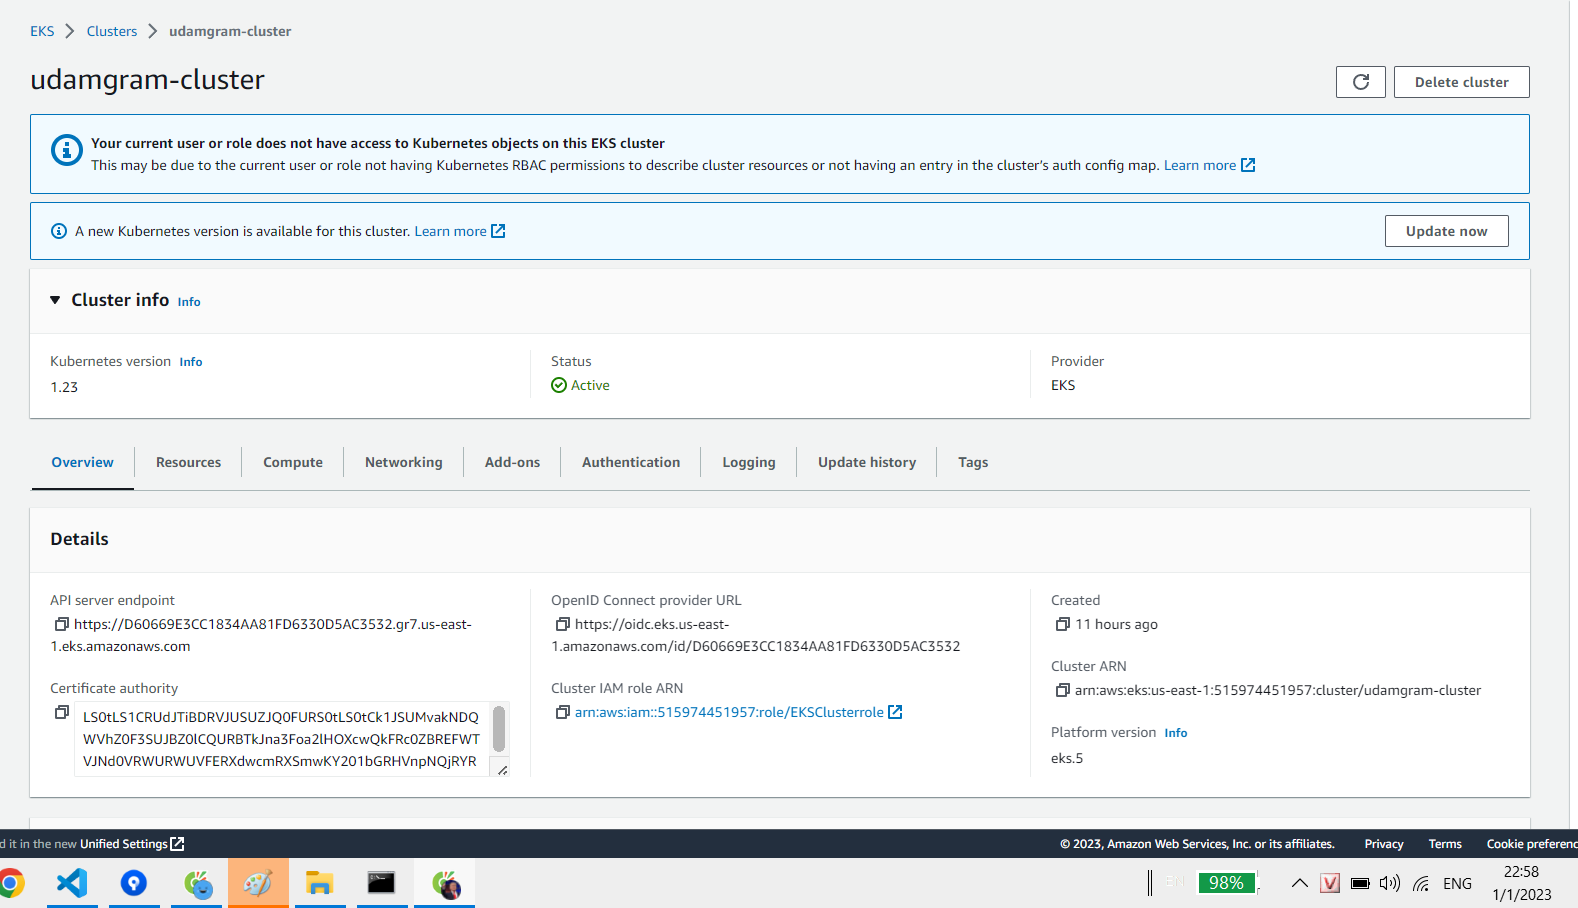 EKS > Clusters > udamgram-cluster
udamgram-cluster
Delete cluster
Your current user or role does not have access to Kubernetes objects on this EKS cluster
This may be due to the current user or role not having Kubernetes RBAC permissions to describe cluster resources or not having an entry in the cluster's auth config map. Learn more
A new Kubernetes version is available for this cluster. Learn more
Update now
Cluster info Info
Kubernetes version Info
1.23
Status
Active
Provider
EKS
Overview Resources Compute Networking Add-ons Authentication Logging Update history Tags
Details
API server endpoint
https://D60669E3CC1834AA81FD6330D5AC3532.gr7.us-east-
1.eks.amazonaws.com
Certificate authority
LS0tLS1CRUdJTiBDRVJUSUZJQ0FURS0tLS0tCk1JSUMvakNDQ
WVhZ0F3SUJBZ0lCQURBTkJna3Foa2lHOXcwQkFRc0ZBREFWT
VJNd0VRWURWUVFERXdwcmRXSmwKY201bGRHVnpNQjRYR
OpenID Connect provider URL
https://oidc.eks.us-east-
1.amazonaws.com/id/D60669E3CC1834AA81FD6330D5AC3532
Cluster IAM role ARN
arn:aws:iam::515974451957:role/EKSClusterrole
Created
11 hours ago
Cluster ARN
arn:aws:eks:us-east-1:515974451957:cluster/udamgram-cluster
Platform version Info
eks.5
d it in the new Unified Settings
© 2023, Amazon Web Services, Inc. or its affiliates. Privacy Terms Cookie preferenc
EN 98% V ENG
22:58
1/1/2023